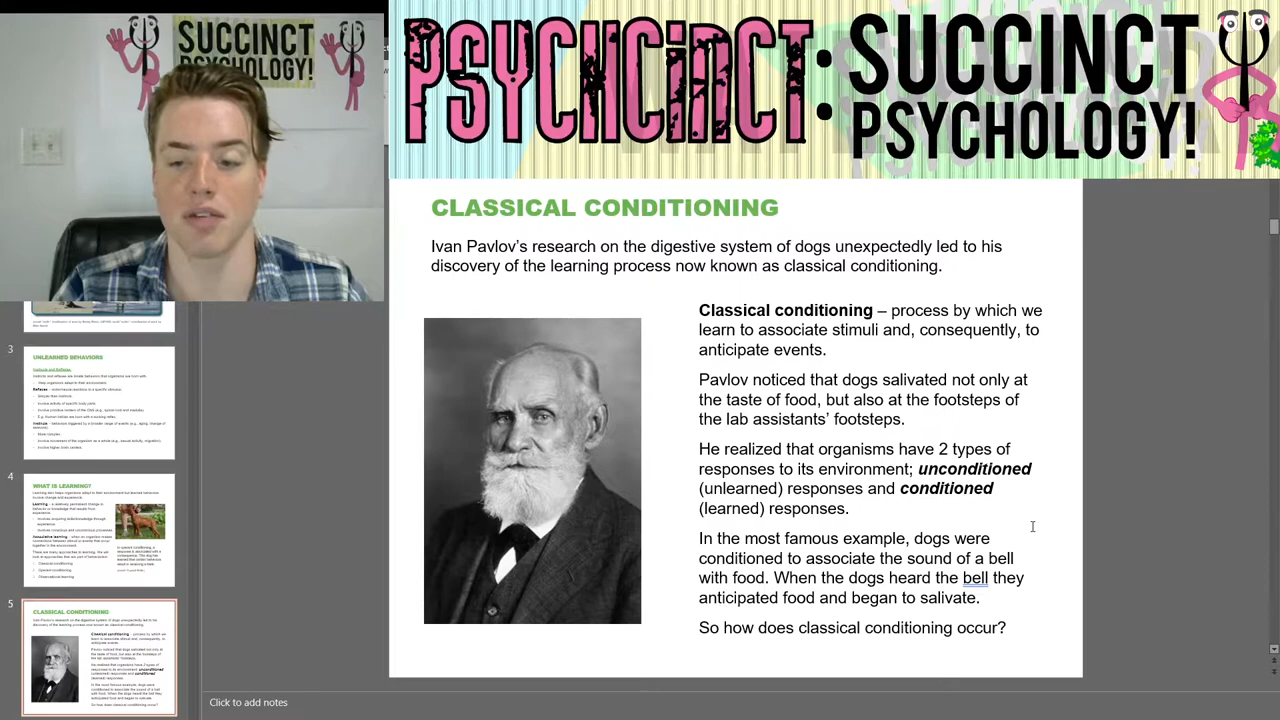 SUCCINCT
PSYCHOLOGY!
PSYCHCINCT: SUCCINCT
PSYCHOLOGY!
CLASSICAL CONDITIONING
Ivan Pavlov’s research on the digestive system of dogs unexpectedly led to his
discovery of the learning process now known as classical conditioning.
Classical conditioning – process by which we
learn to associate stimuli and, consequently, to
anticipate events.
Pavlov noticed that dogs salivated not only at
the taste of food, but also at the footsteps of
the lab assistants’ footsteps.
He realized that organisms have 2 types of
responses to its environment; unconditioned
(unlearned) responses and conditioned
(learned) responses.
In the most famous example, dogs were
conditioned to associate the sound of a bell
with food. When the dogs heard the bell they
anticipated food and began to salivate.
So how does classical conditioning occur?
3
UNLEARNED BEHAVIORS
Instincts and Reflexes
4
WHAT IS LEARNING?
5
CLASSICAL CONDITIONING
Click to add notes